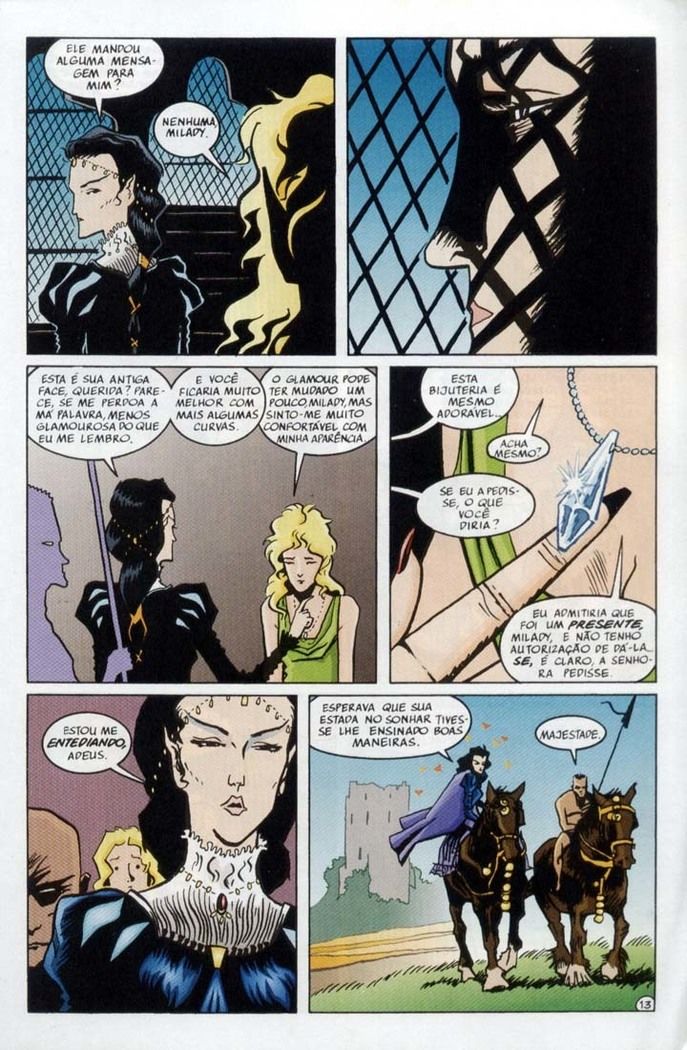 ELE MANDOU
ALGUMA MENSA-
GEM PARA
MIM?
NENHUMA,
MILADY.
ESTA É SUA ANTIGA
FACE, QUERIDA? PARE-
CE, SE ME PERDOA A
MÁ PALAVRA, MENOS
GLAMOUROSA DO QUE
EU ME LEMBRO.
E VOCÊ
FICARIA MUITO
MELHOR COM
MAIS ALGUMAS
CURVAS.
O GLAMOUR PODE
TER MUDADO UM
POUCO, MILADY, MAS
SINTO-ME MUITO
CONFORTÁVEL COM
MINHA APARÊNCIA.
ESTA
BIJUTERIA É
MESMO
ADORÁVEL...
ACHA
MESMO?
SE EU A PEDIS-
SE, O QUE
VOCÊ
DIRIA?
EU ADMITIRIA QUE
FOI UM PRESENTE,
MILADY, E NÃO TENHO
AUTORIZAÇÃO DE DÁ-LA...
SE, É CLARO, A SENHO-
RA PEDISSE.
ESTOU ME
ENTEDIANDO,
ADEUS.
ESPERAVA QUE SUA
ESTADA NO SONHAR TIVES-
SE LHE ENSINADO BOAS
MANEIRAS.
MAJESTADE.
13